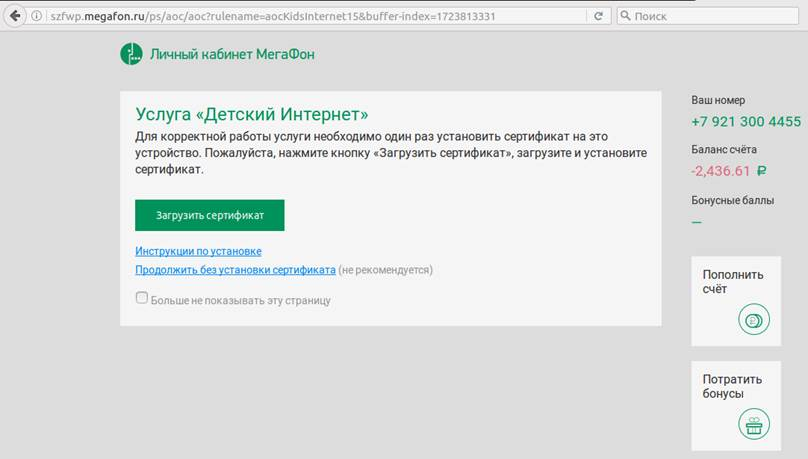 szfwp.megafon.ru/ps/aoc/aoc?rulename=aocKidsInternet15&buffer-index=1723813331
Поиск
Личный кабинет МегаФон
Услуга «Детский Интернет»
Для корректной работы услуги необходимо один раз установить сертификат на это
устройство. Пожалуйста, нажмите кнопку «Загрузить сертификат», загрузите и установите
сертификат.
Загрузить сертификат
Инструкции по установке
Продолжить без установки сертификата (не рекомендуется)
Больше не показывать эту страницу
Ваш номер
+7 921 300 4455
Баланс счёта
-2,436.61 ₽
Бонусные баллы
—
Пополнить
счёт
Потратить
бонусы